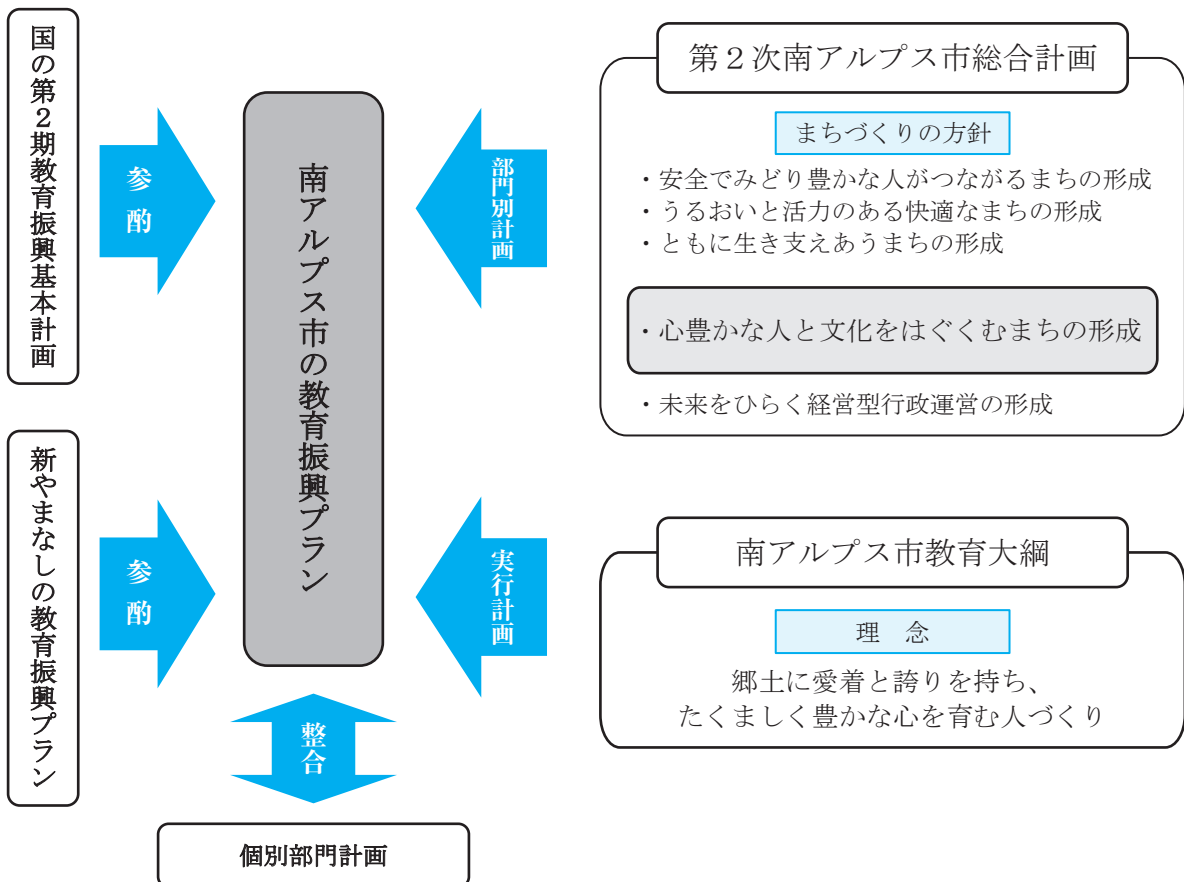 国の第２期教育振興基本計画
参酌
新やまなしの教育振興プラン
参酌
南アルプス市の教育振興プラン
部門別計画
実行計画
整合
個別部門計画
第２次南アルプス市総合計画
まちづくりの方針
・安全でみどり豊かな人がつながるまちの形成
・うるおいと活力のある快適なまちの形成
・ともに生き支えあうまちの形成
・心豊かな人と文化をはぐくむまちの形成
・未来をひらく経営型行政運営の形成
南アルプス市教育大綱
理　念
郷土に愛着と誇りを持ち、
たくましく豊かな心を育む人づくり